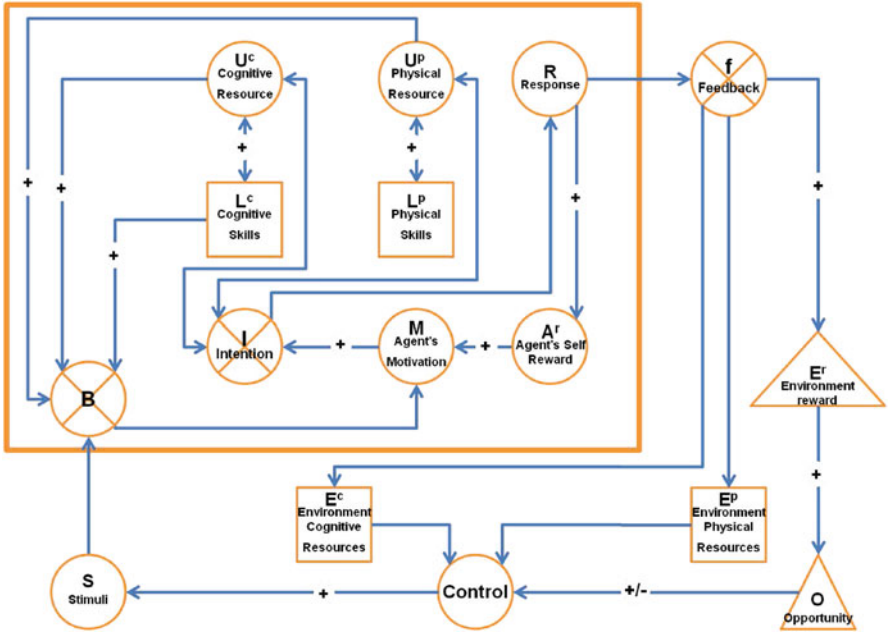 Uᶜ
Cognitive
Resource
Uᵖ
Physical
Resource
R
Response
f
Feedback
+
+
+
+
+
+
Lᶜ
Cognitive
Skills
Lᵖ
Physical
Skills
+
I
Intention
+
M
Agent's
Motivation
+
Aʳ
Agent's Self
Reward
Eʳ
Environment
reward
B
+
Eᶜ
Environment
Cognitive
Resources
Eᵖ
Environment
Physical
Resources
S
Stimuli
+
Control
+/-
O
Opportunity